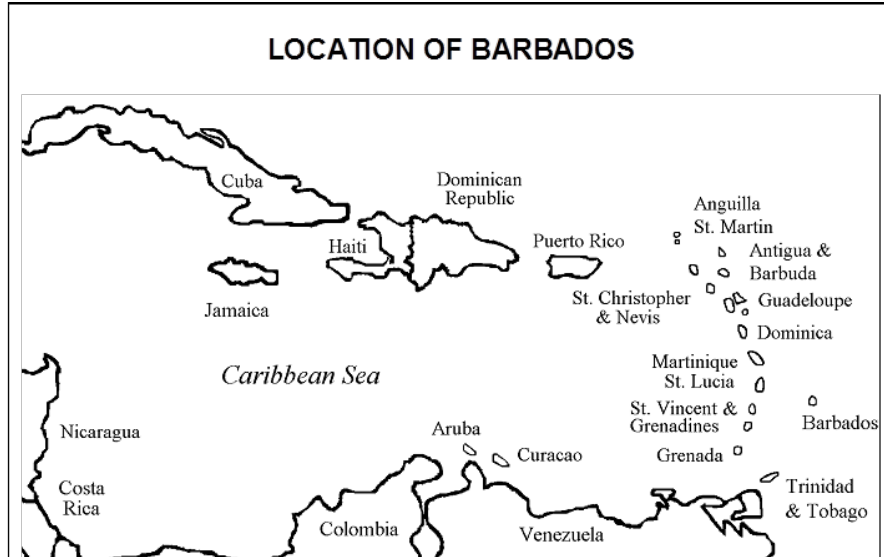 LOCATION OF BARBADOS
Cuba
Dominican
Republic
Anguilla
St. Martin
Haiti
Puerto Rico
Antigua &
Barbuda
Jamaica
St. Christopher
& Nevis
Guadeloupe
Dominica
Caribbean Sea
Martinique
St. Lucia
St. Vincent &
Grenadines
Barbados
Nicaragua
Aruba
Curacao
Grenada
Costa
Rica
Trinidad
& Tobago
Colombia
Venezuela